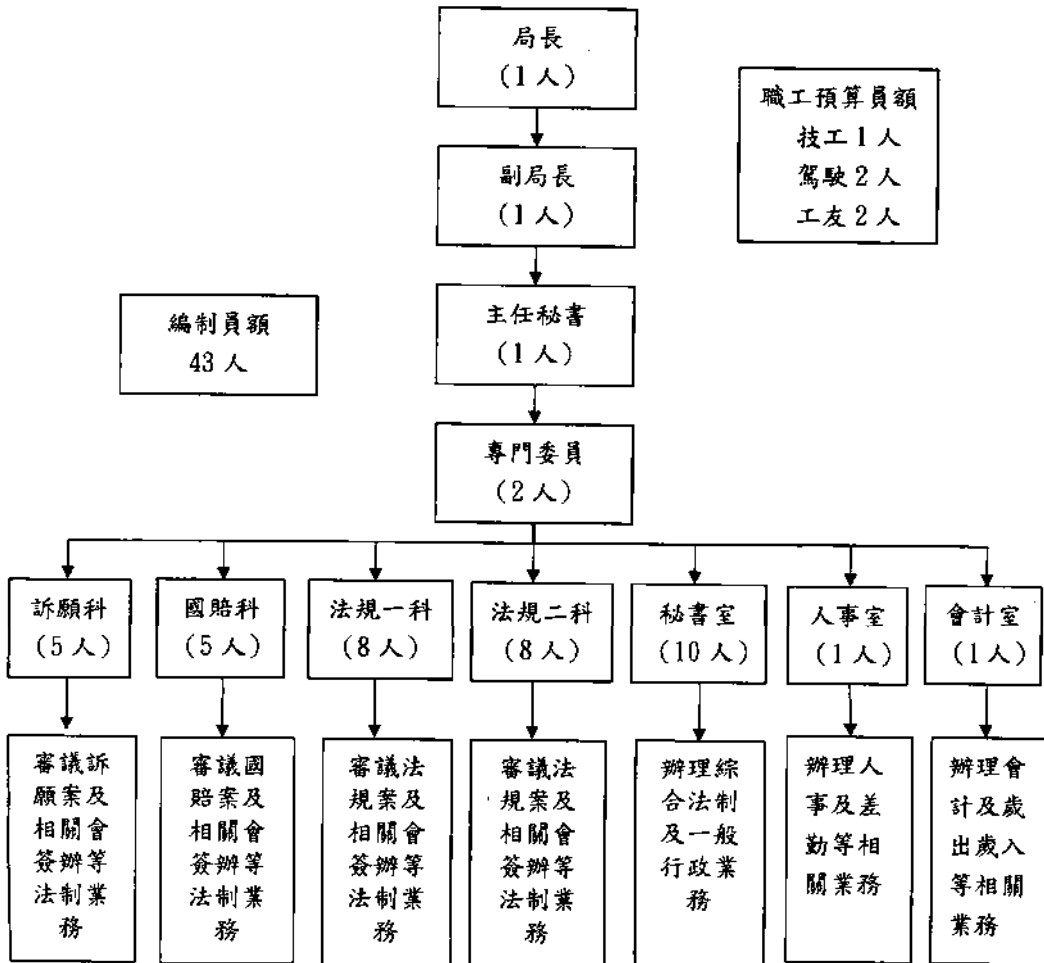 局長
(1人)
職工預算員額
技工1人
駕駛2人
工友2人
副局長
(1人)
編制員額
43人
主任秘書
(1人)
專門委員
(2人)
訴願科
(5人)
國賠科
(5人)
法規一科
(8人)
法規二科
(8人)
秘書室
(10人)
人事室
(1人)
會計室
(1人)
審議訴
願案及
相關會
簽辦等
法制業
務
審議國
賠案及
相關會
簽辦等
法制業
務
審議法
規案及
相關會
簽辦等
法制業
務
審議法
規案及
相關會
簽辦等
法制業
務
辦理綜
合法制
及一般
行政業
務
辦理人
事及差
勤等相
關業務
辦理會
計及歲
出歲入
等相關
業務